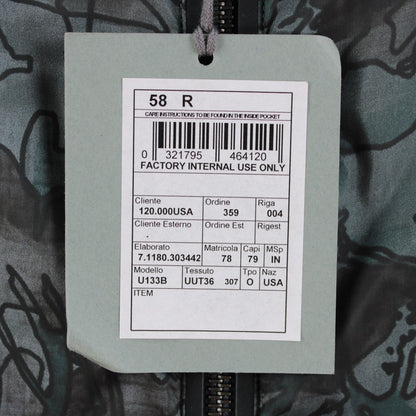 58 R
CARE INSTRUCTIONS TO BE FOUND IN THE INSIDE POCKET
0 321795 464120
FACTORY INTERNAL USE ONLY
Cliente Ordine Riga
120.000USA 359 004
Cliente Esterno Ordine Est Rigest
Elaborato Matricola Capi MSp
7.1180.303442 78 79 IN
Modello Tessuto Tpo Naz
U133B UUT36 307 O USA
ITEM